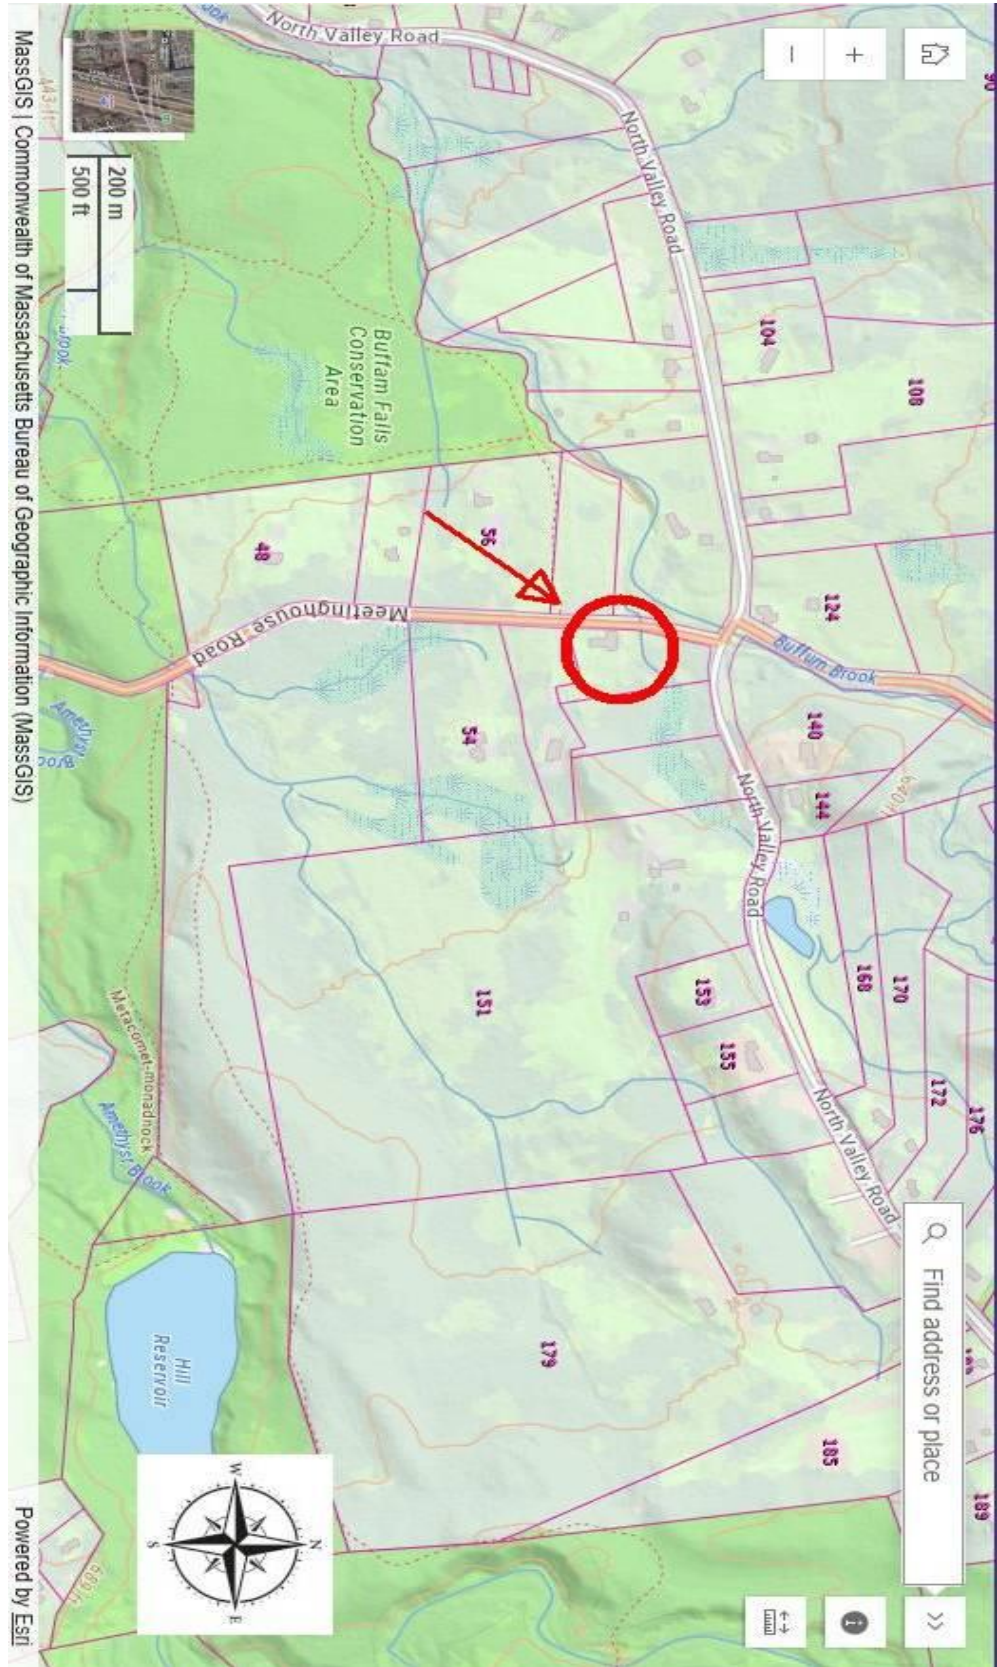 North Valley Road
Find address or place
104
108
124
140
144
168
170
172
176
189
185
North Valley Road
North Valley Road
North Valley Road
Buffum Brook
153
155
151
179
56
54
48
Buffam Falls
Conservation
Area
Meetinghouse Road
Metacomet-monadnock
Amethyst Brook
Hill
Reservoir
200 m
500 ft
W
N
S
E
MassGIS | Commonwealth of Massachusetts Bureau of Geographic Information (MassGIS)
Powered by Esri